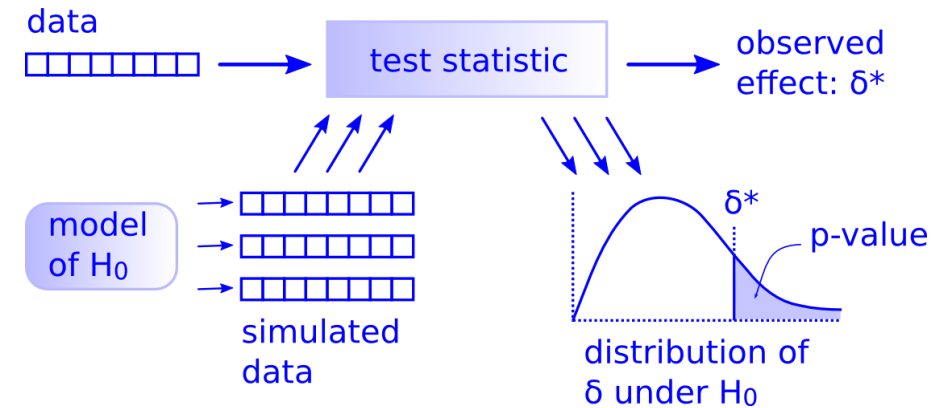 data
test statistic
observed
effect: δ*
model
of H₀
simulated
data
δ*
p-value
distribution of
δ under H₀